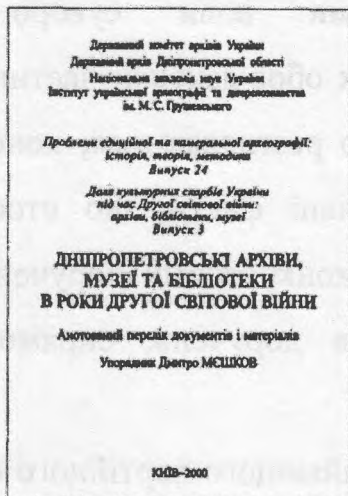 Державний комітет архівів України
Державний архів Дніпропетровської області
Національна академія наук України
Інститут української археографії та джерелознавства
ім. М. С. Грушевського
Проблеми едиційної та камеральної археографії:
історія, теорія, методика
Випуск 24
Доля культурних скарбів України
під час Другої світової війни:
архіви, бібліотеки, музеї
Випуск 3
ДНІПРОПЕТРОВСЬКІ АРХІВИ,
МУЗЕЇ ТА БІБЛІОТЕКИ
В РОКИ ДРУГОЇ СВІТОВОЇ ВІЙНИ
Анотований перелік документів і матеріалів
Упорядник Дмитро МЄШКОВ
КИЇВ–2000